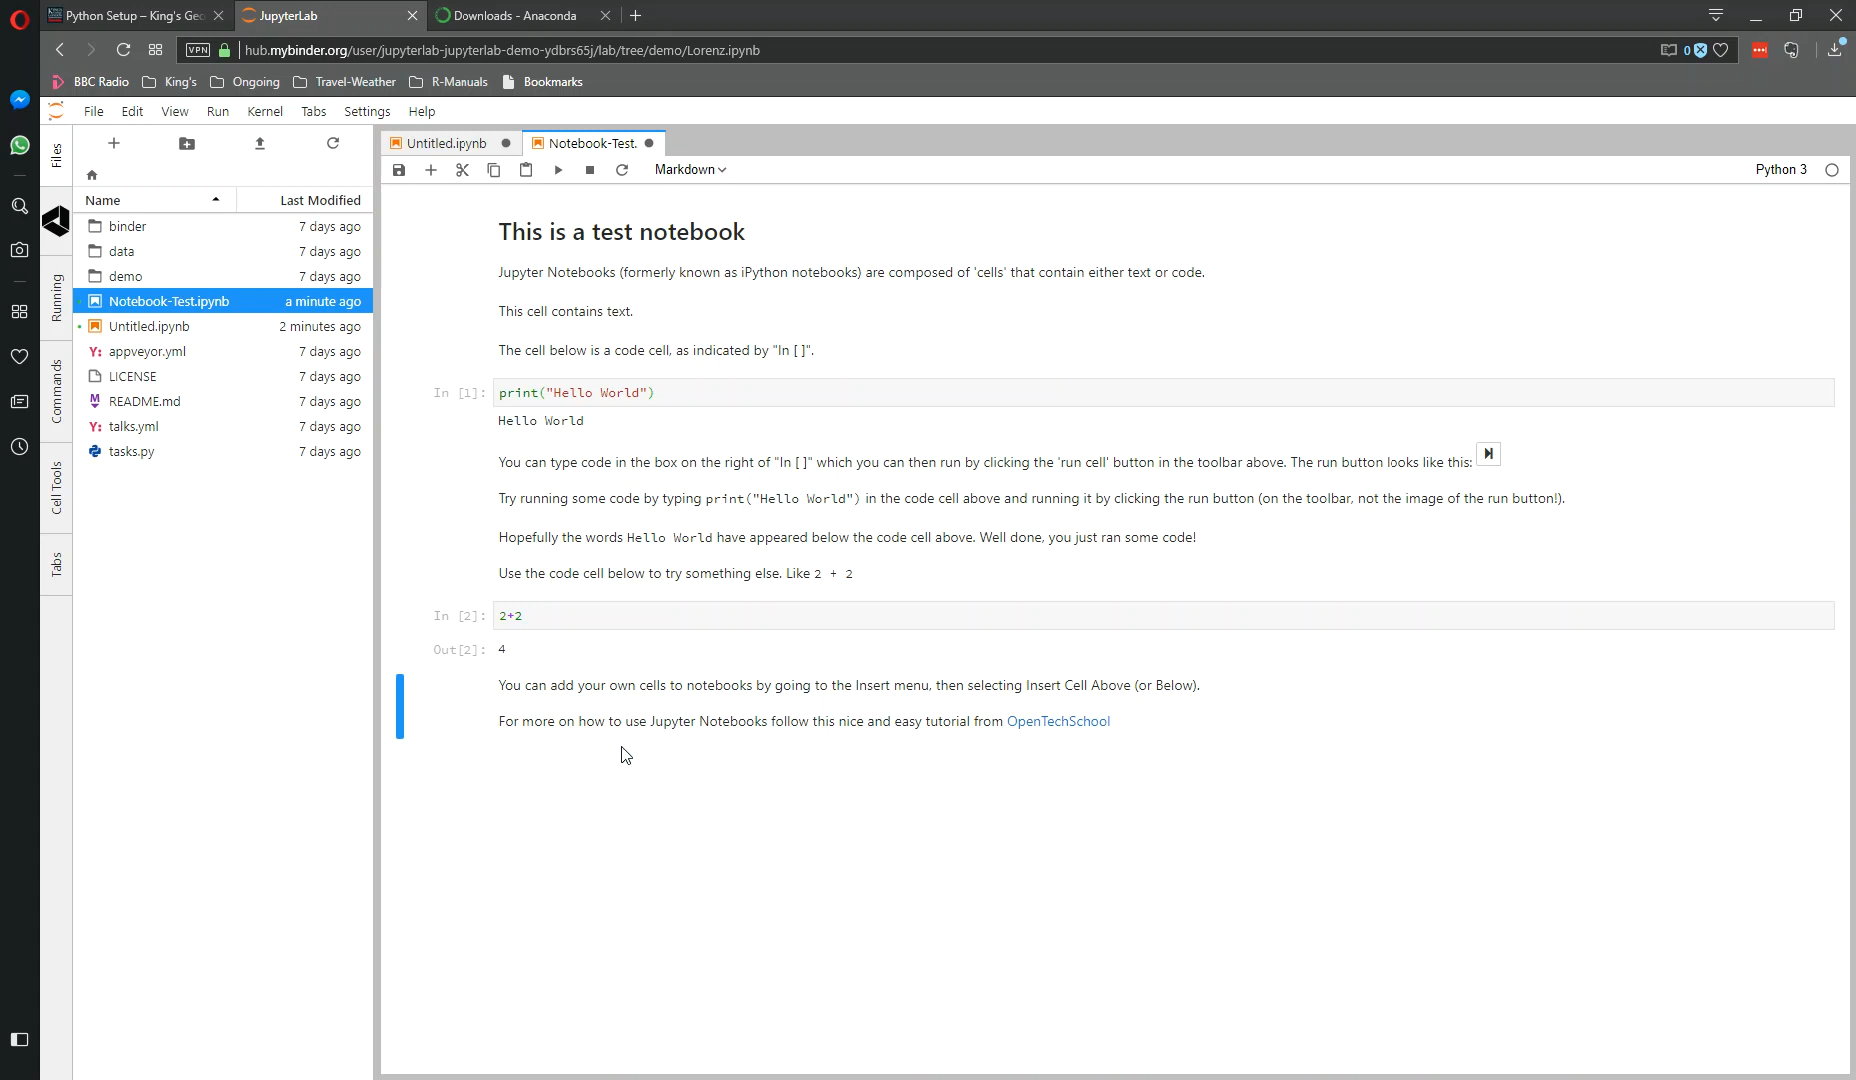 Python Setup – King's Geo
JupyterLab
Downloads - Anaconda
VPN
hub.mybinder.org/user/jupyterlab-jupyterlab-demo-ydbrs65j/lab/tree/demo/Lorenz.ipynb
0
BBC Radio
King's
Ongoing
Travel-Weather
R-Manuals
Bookmarks
File Edit View Run Kernel Tabs Settings Help
Files
Running
Commands
Cell Tools
Tabs
Name Last Modified
binder 7 days ago
data 7 days ago
demo 7 days ago
Notebook-Test.ipynb a minute ago
Untitled.ipynb 2 minutes ago
Y: appveyor.yml 7 days ago
LICENSE 7 days ago
M README.md 7 days ago
Y: talks.yml 7 days ago
tasks.py 7 days ago
Untitled.ipynb
Notebook-Test.
Markdown
Python 3
This is a test notebook
Jupyter Notebooks (formerly known as iPython notebooks) are composed of 'cells' that contain either text or code.
This cell contains text.
The cell below is a code cell, as indicated by "In [ ]".
In [1]: print("Hello World")
Hello World
You can type code in the box on the right of "In [ ]" which you can then run by clicking the 'run cell' button in the toolbar above. The run button looks like this:
Try running some code by typing print("Hello World") in the code cell above and running it by clicking the run button (on the toolbar, not the image of the run button!).
Hopefully the words Hello World have appeared below the code cell above. Well done, you just ran some code!
Use the code cell below to try something else. Like 2 + 2
In [2]: 2+2
Out[2]: 4
You can add your own cells to notebooks by going to the Insert menu, then selecting Insert Cell Above (or Below).
For more on how to use Jupyter Notebooks follow this nice and easy tutorial from OpenTechSchool